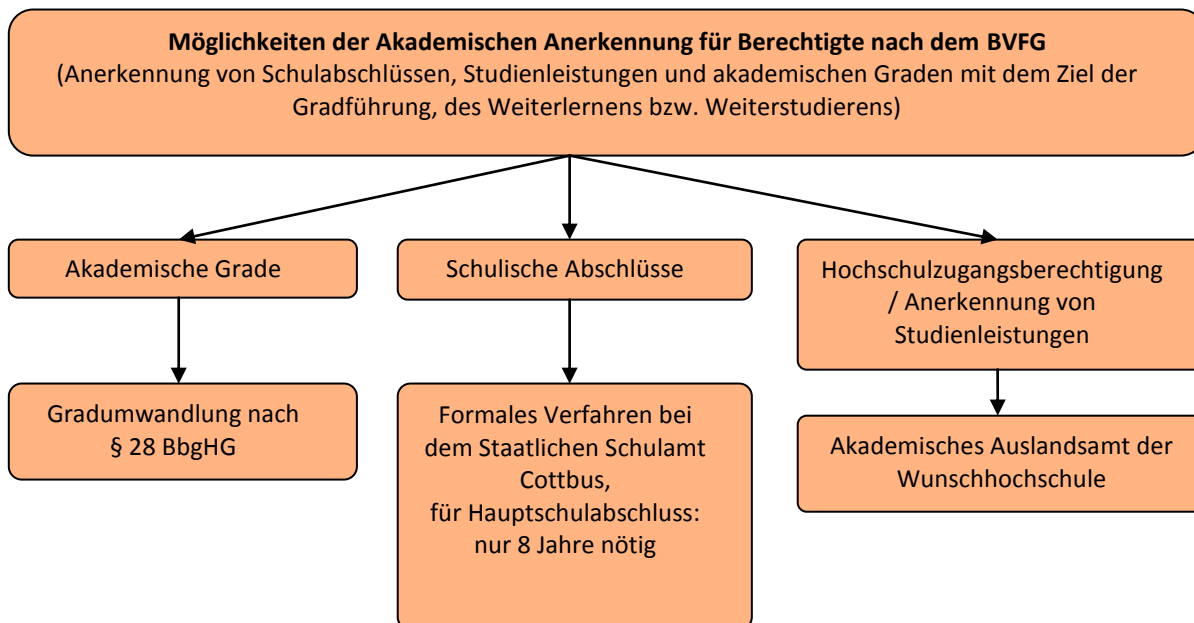 Möglichkeiten der Akademischen Anerkennung für Berechtigte nach dem BVFG
(Anerkennung von Schulabschlüssen, Studienleistungen und akademischen Graden mit dem Ziel der
Gradführung, des Weiterlernens bzw. Weiterstudierens)
Akademische Grade
Schulische Abschlüsse
Hochschulzugangsberechtigung
/ Anerkennung von
Studienleistungen
Gradumwandlung nach
§ 28 BbgHG
Formales Verfahren bei
dem Staatlichen Schulamt
Cottbus,
für Hauptschulabschluss:
nur 8 Jahre nötig
Akademisches Auslandsamt der
Wunschhochschule